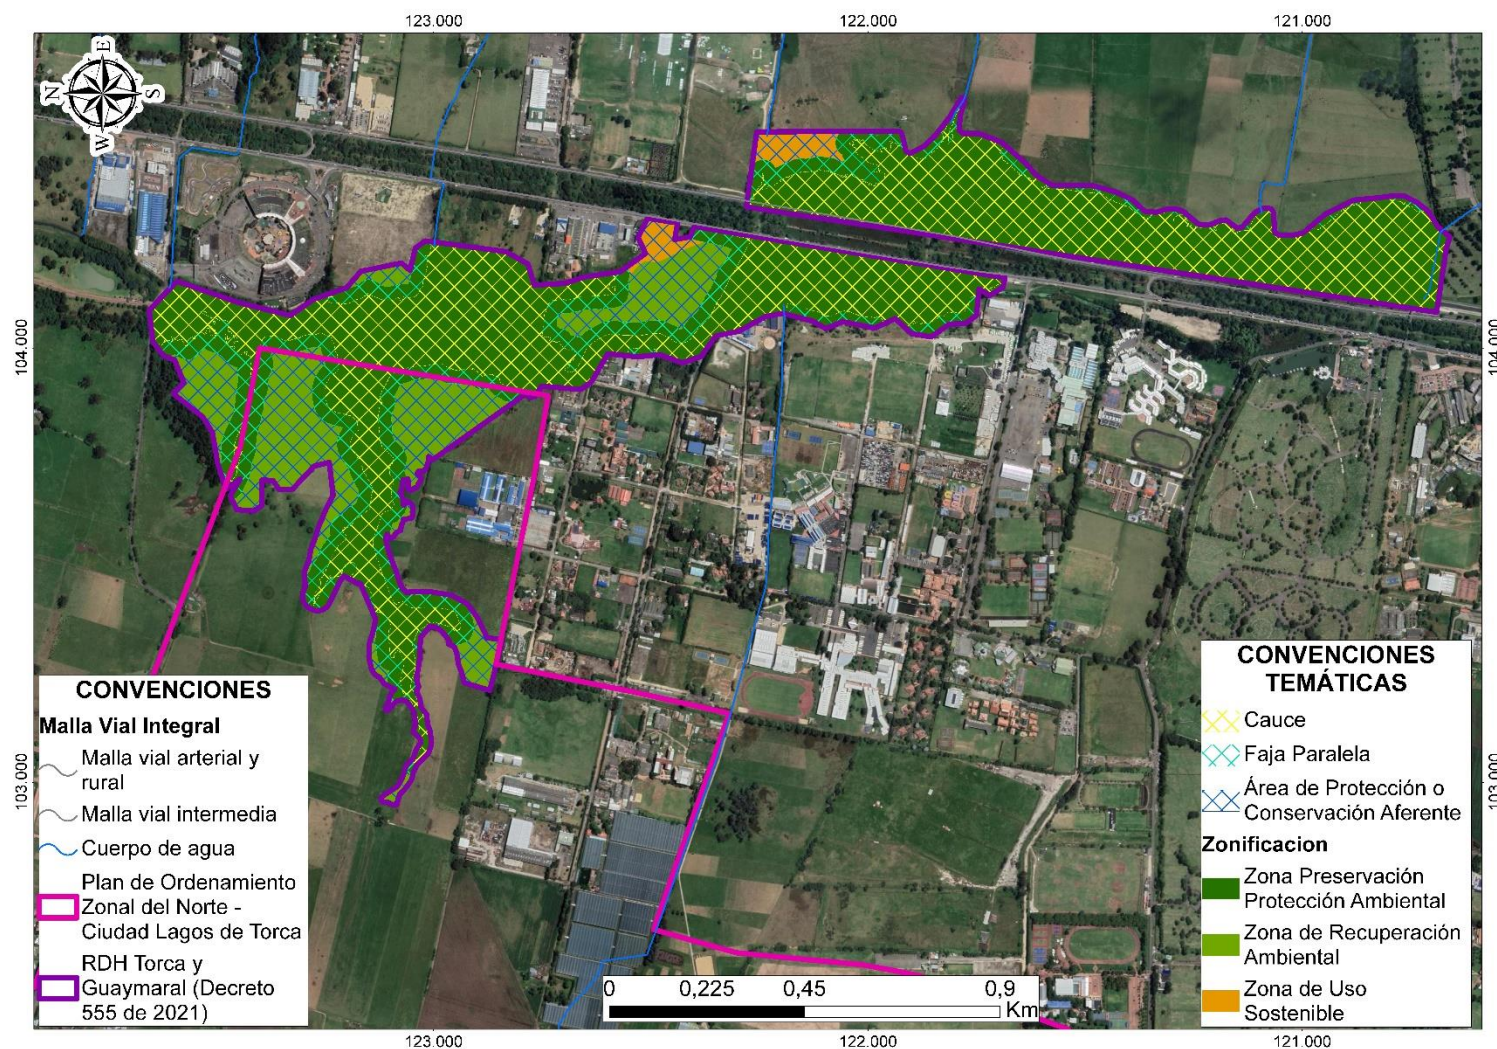 123.000
122.000
121.000
N
E
S
W
104.000
104.000
103.000
103.000
CONVENCIONES
Malla Vial Integral
Malla vial arterial y
rural
Malla vial intermedia
Cuerpo de agua
Plan de Ordenamiento
Zonal del Norte -
Ciudad Lagos de Torca
RDH Torca y
Guaymaral (Decreto
555 de 2021)
0
0,225
0,45
0,9
Km
CONVENCIONES
TEMÁTICAS
Cauce
Faja Paralela
Área de Protección o
Conservación Aferente
Zonificacion
Zona Preservación
Protección Ambiental
Zona de Recuperación
Ambiental
Zona de Uso
Sostenible
123.000
122.000
121.000